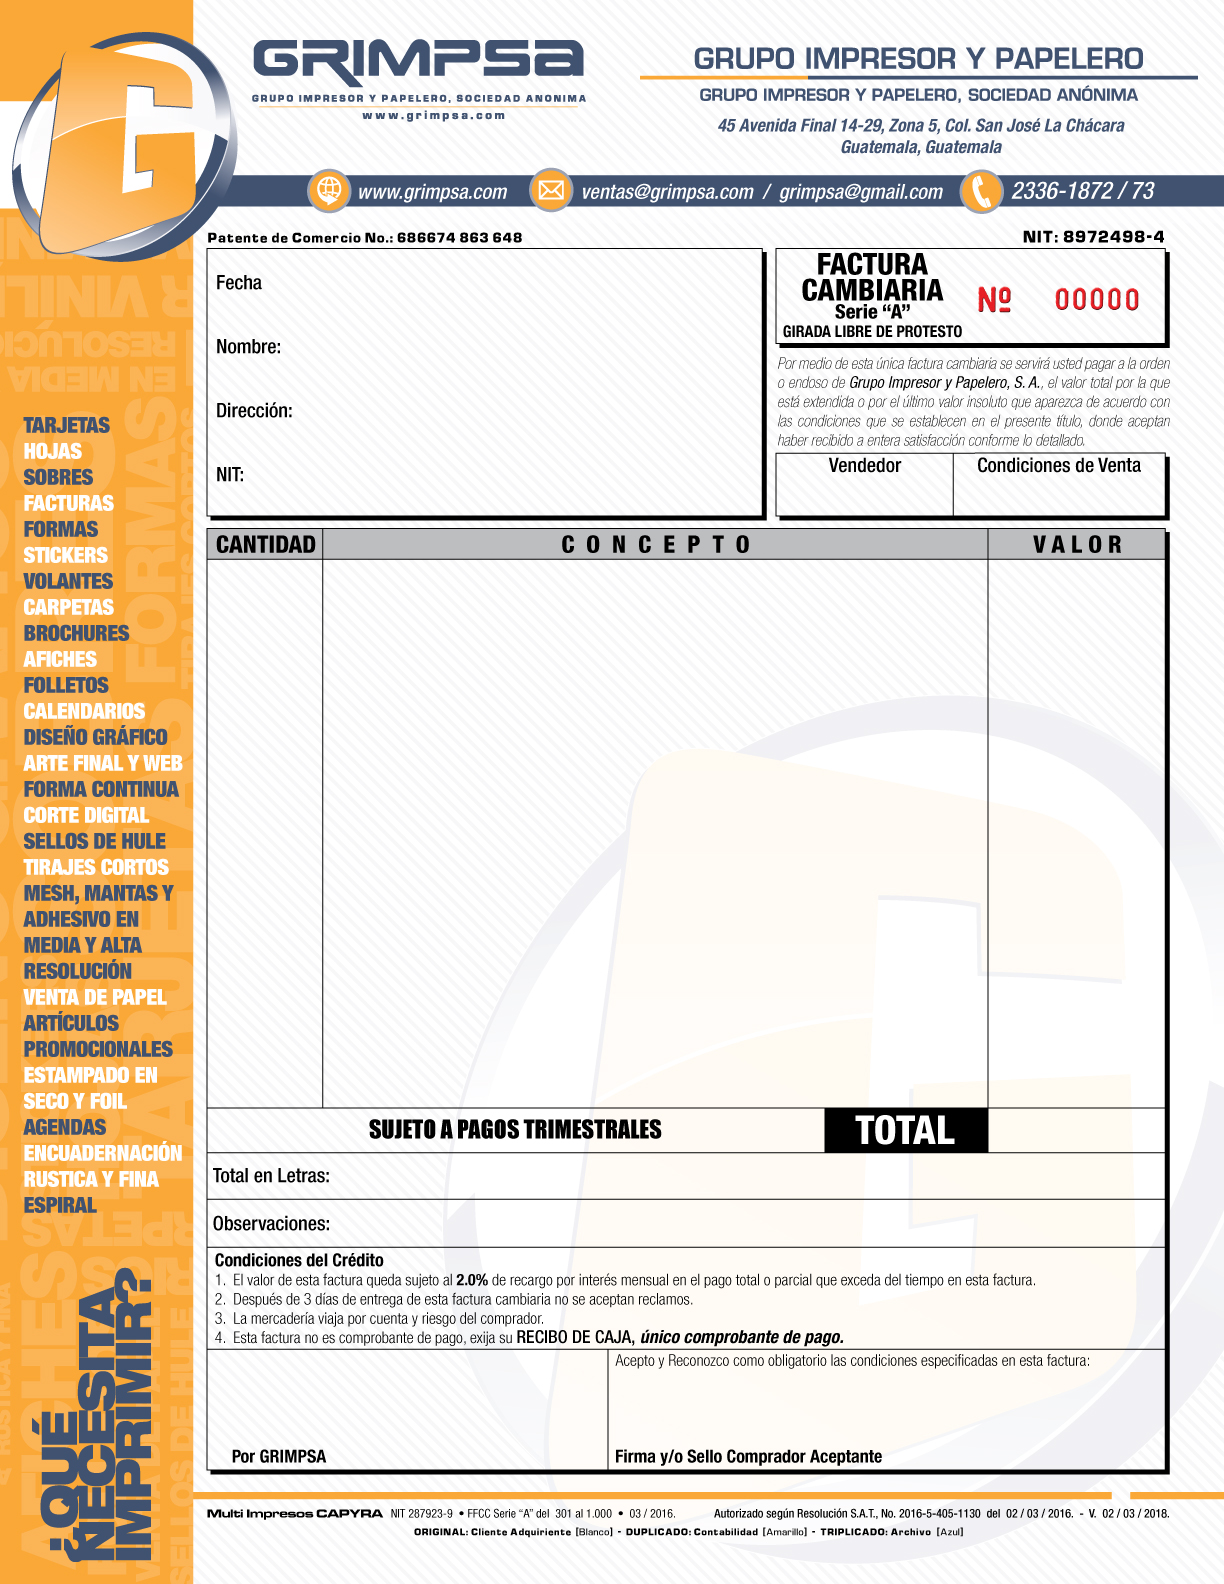 GRIMPSA
GRUPO IMPRESOR Y PAPELERO, SOCIEDAD ANONIMA
www.grimpsa.com
GRUPO IMPRESOR Y PAPELERO
GRUPO IMPRESOR Y PAPELERO, SOCIEDAD ANÓNIMA
45 Avenida Final 14-29, Zona 5, Col. San José La Chácara
Guatemala, Guatemala
www.grimpsa.com
ventas@grimpsa.com / grimpsa@gmail.com
2336-1872 / 73
Patente de Comercio No.: 686674 863 648
NIT: 8972498-4
Fecha
Nombre:
Dirección:
NIT:
FACTURA
CAMBIARIA
Serie “A”
GIRADA LIBRE DE PROTESTO
Nº 00000
Por medio de esta única factura cambiaria se servirá usted pagar a la orden
o endoso de Grupo Impresor y Papelero, S. A., el valor total por la que
está extendida o por el último valor insoluto que aparezca de acuerdo con
las condiciones que se establecen en el presente título, donde aceptan
haber recibido a entera satisfacción conforme lo detallado.
Vendedor
Condiciones de Venta
CANTIDAD
CONCEPTO
VALOR
SUJETO A PAGOS TRIMESTRALES
TOTAL
Total en Letras:
Observaciones:
Condiciones del Crédito
1. El valor de esta factura queda sujeto al 2.0% de recargo por interés mensual en el pago total o parcial que exceda del tiempo en esta factura.
2. Después de 3 días de entrega de esta factura cambiaria no se aceptan reclamos.
3. La mercadería viaja por cuenta y riesgo del comprador.
4. Esta factura no es comprobante de pago, exija su RECIBO DE CAJA, único comprobante de pago.
Acepto y Reconozco como obligatorio las condiciones especificadas en esta factura:
Por GRIMPSA
Firma y/o Sello Comprador Aceptante
Multi Impresos CAPYRA NIT 287923-9 • FFCC Serie “A” del 301 al 1.000 • 03 / 2016.
Autorizado según Resolución S.A.T., No. 2016-5-405-1130 del 02 / 03 / 2016. - V. 02 / 03 / 2018.
ORIGINAL: Cliente Adquiriente [Blanco] - DUPLICADO: Contabilidad [Amarillo] - TRIPLICADO: Archivo [Azul]
TARJETAS
HOJAS
SOBRES
FACTURAS
FORMAS
STICKERS
VOLANTES
CARPETAS
BROCHURES
AFICHES
FOLLETOS
CALENDARIOS
DISEÑO GRÁFICO
ARTE FINAL Y WEB
FORMA CONTINUA
CORTE DIGITAL
SELLOS DE HULE
TIRAJES CORTOS
MESH, MANTAS Y
ADHESIVO EN
MEDIA Y ALTA
RESOLUCIÓN
VENTA DE PAPEL
ARTÍCULOS
PROMOCIONALES
ESTAMPADO EN
SECO Y FOIL
AGENDAS
ENCUADERNACIÓN
RUSTICA Y FINA
ESPIRAL
¿QUÉ
NECESITA
IMPRIMIR?